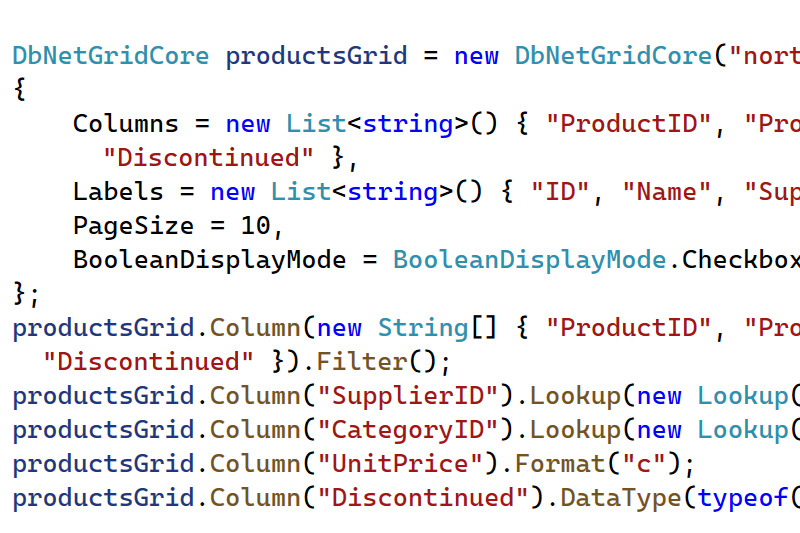 DbNetGridCore productsGrid = new DbNetGridCore("nort
{
    Columns = new List<string>() { "ProductID", "Pro
      "Discontinued" },
    Labels = new List<string>() { "ID", "Name", "Sup
    PageSize = 10,
    BooleanDisplayMode = BooleanDisplayMode.Checkbox
};
productsGrid.Column(new String[] { "ProductID", "Pro
  "Discontinued" }).Filter();
productsGrid.Column("SupplierID").Lookup(new Lookup(
productsGrid.Column("CategoryID").Lookup(new Lookup(
productsGrid.Column("UnitPrice").Format("c");
productsGrid.Column("Discontinued").DataType(typeof(